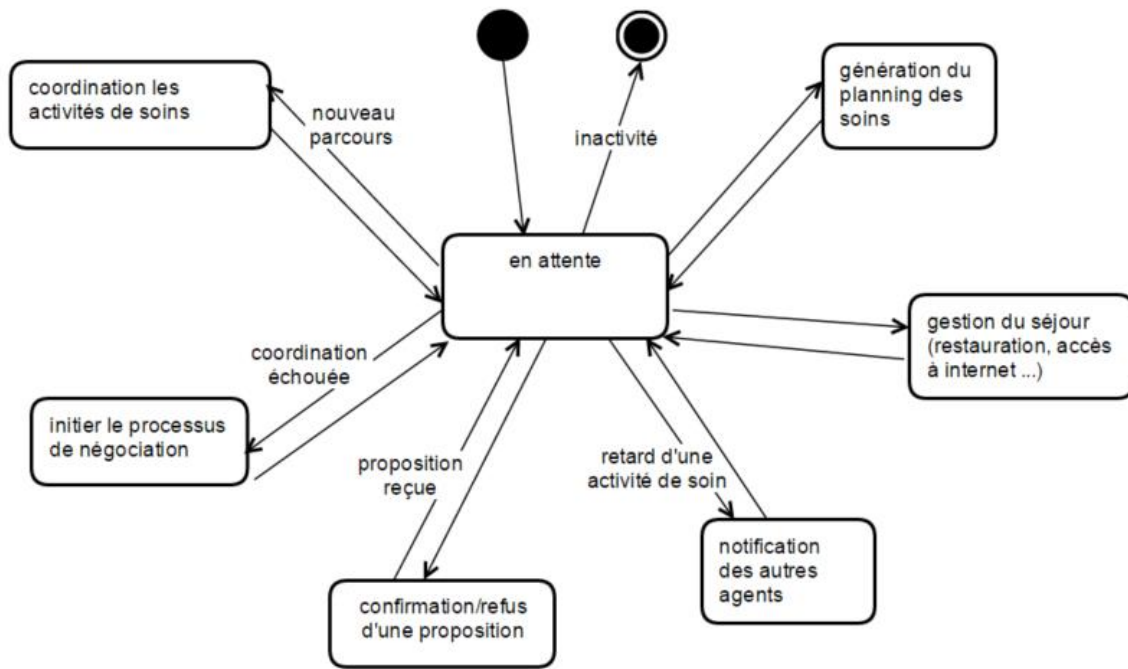 coordination les
activités de soins
nouveau
parcours
inactivité
génération du
planning des
soins
en attente
gestion du séjour
(restauration, accès
à internet ...)
coordination
échouée
initier le processus
de négociation
proposition
reçue
retard d'une
activité de soin
notification
des autres
agents
confirmation/refus
d'une proposition